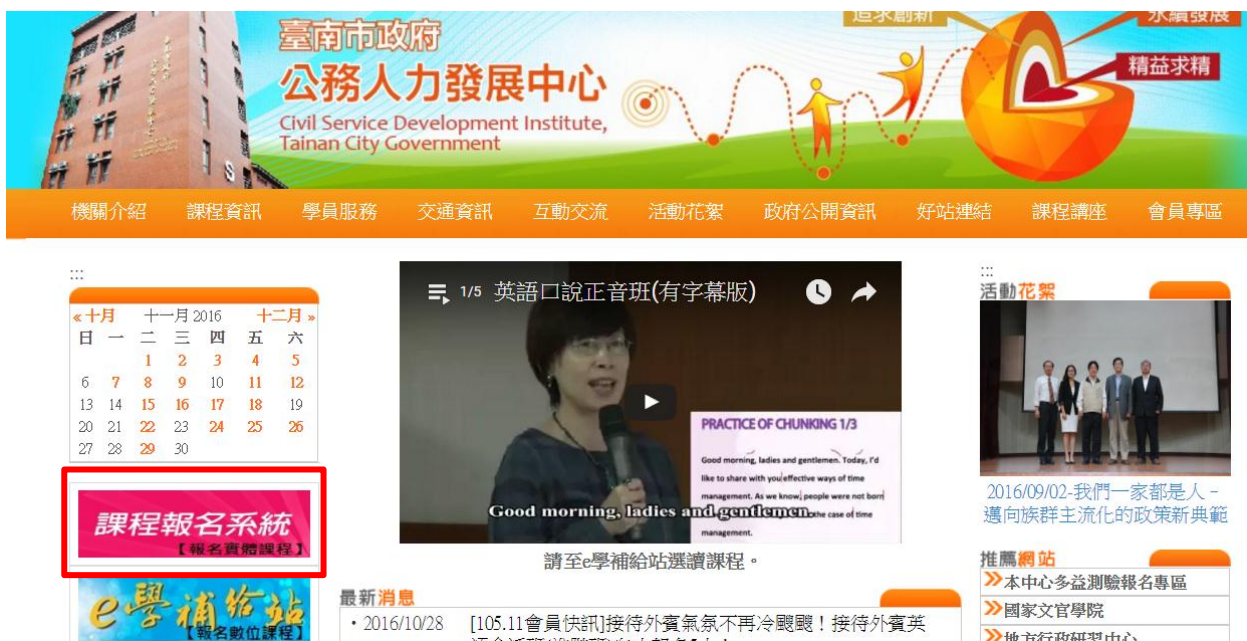 追求創新
永續發展
精益求精
臺南市政府
公務人力發展中心
Civil Service Development Institute,
Tainan City Government
機關介紹 課程資訊 學員服務 交通資訊 互動交流 活動花絮 政府公開資訊 好站連結 課程講座 會員專區
:::
«十月 十一月 2016 十二月»
日 一 二 三 四 五 六
1 2 3 4 5
6 7 8 9 10 11 12
13 14 15 16 17 18 19
20 21 22 23 24 25 26
27 28 29 30
課程報名系統
【報名實體課程】
e學補給站
【報名數位課程】
1/5 英語口說正音班(有字幕版)
PRACTICE OF CHUNKING 1/3
Good morning, ladies and gentlemen. Today, I'd
like to share with you effective ways of time
management. As we know, people were not born
the case of time
management.
Good morning, ladies and gentlemen.
請至e學補給站選讀課程。
最新消息
・2016/10/28 [105.11會員快訊]接待外賓氣氛不再冷颼颼！接待外賓英
:::
活動花絮
2016/09/02-我們一家都是人－
邁向族群主流化的政策新典範
推薦網站
本中心多益測驗報名專區
國家文官學院
地方行政研習中心